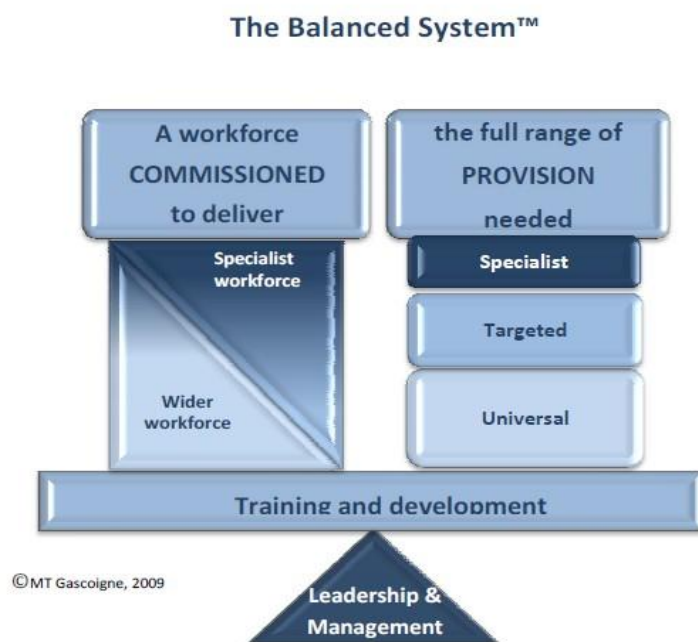 The Balanced System™
A workforce
COMMISSIONED
to deliver
the full range of
PROVISION
needed
Specialist
workforce
Wider
workforce
Specialist
Targeted
Universal
Training and development
©MT Gascoigne, 2009
Leadership &
Management